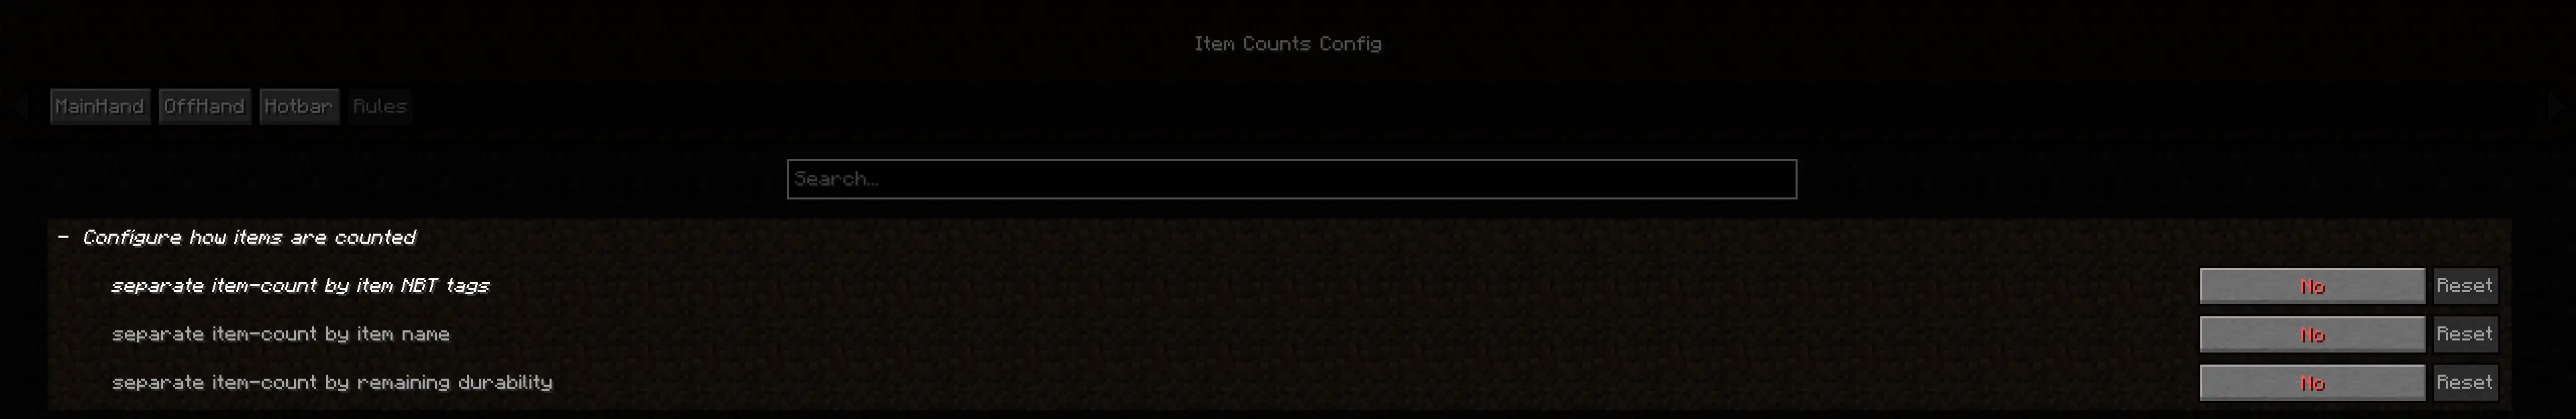 Item Counts Config
MainHand OffHand Hotbar Rules
Search...
- Configure how items are counted
separate item-count by item NBT tags No Reset
separate item-count by item name No Reset
separate item-count by remaining durability No Reset